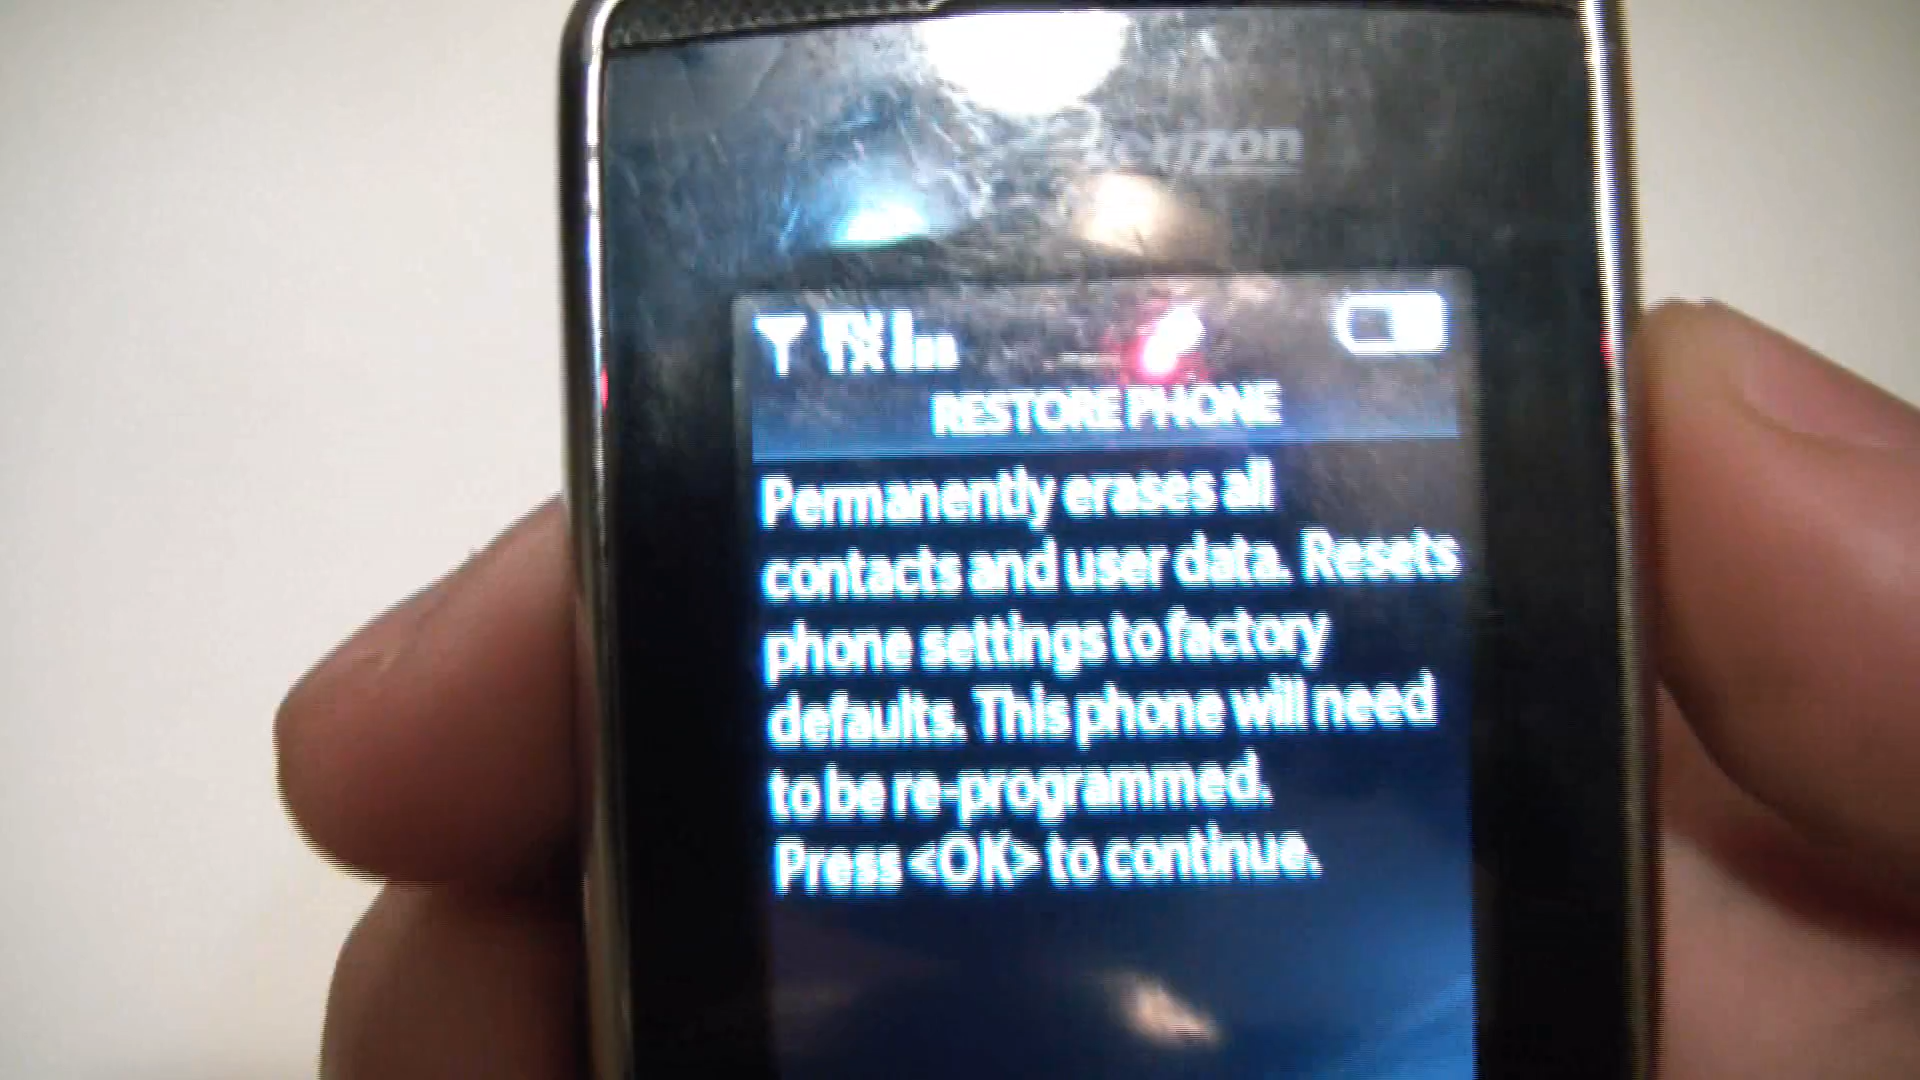 verizon
1X
RESTORE PHONE
Permanently erases all
contacts and user data. Resets
phone settings to factory
defaults. This phone will need
to be re-programmed.
Press <OK> to continue.